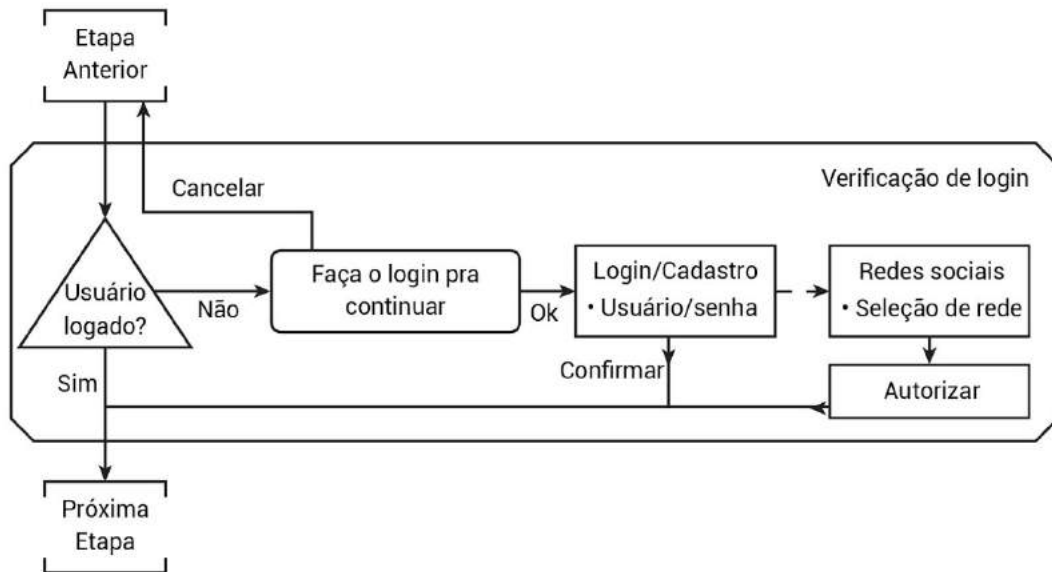 Etapa
Anterior
Verificação de login
Cancelar
Usuário
logado?
Não
Faça o login pra
continuar
Ok
Login/Cadastro
• Usuário/senha
Redes sociais
• Seleção de rede
Sim
Confirmar
Autorizar
Próxima
Etapa